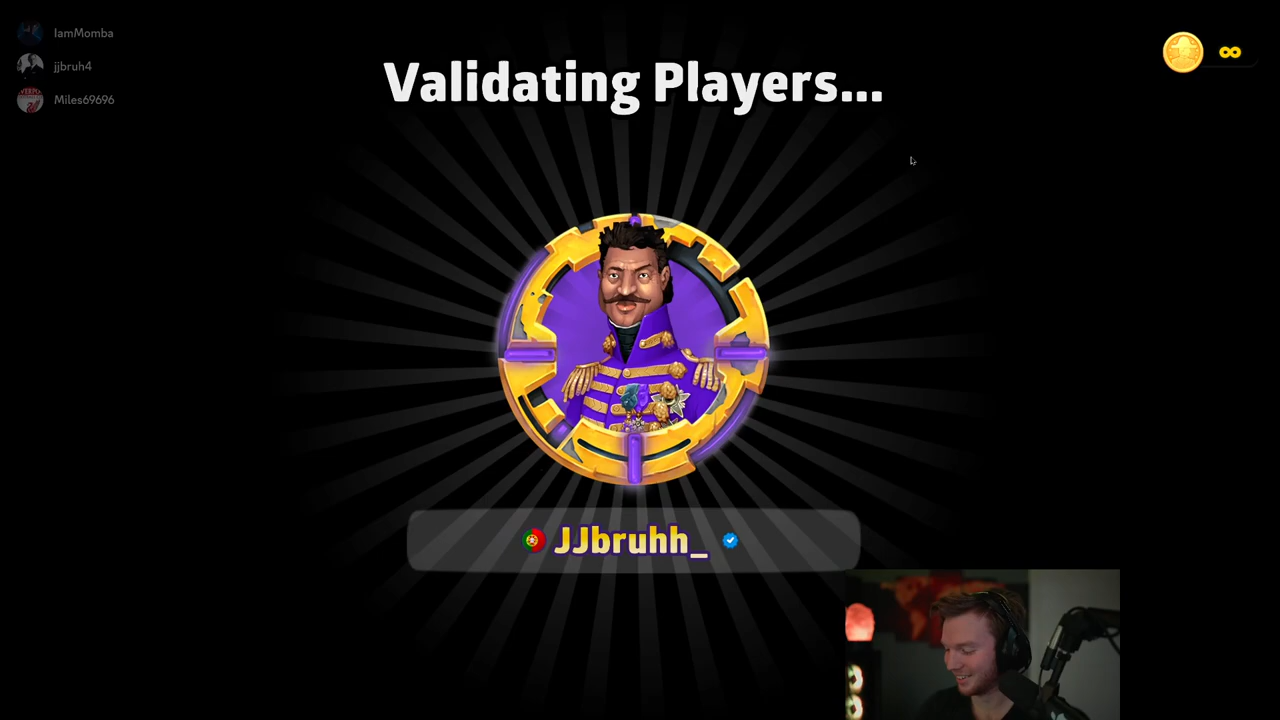 IamMomba
jjbruh4
Miles69696
Validating Players...
∞
JJbruhh_